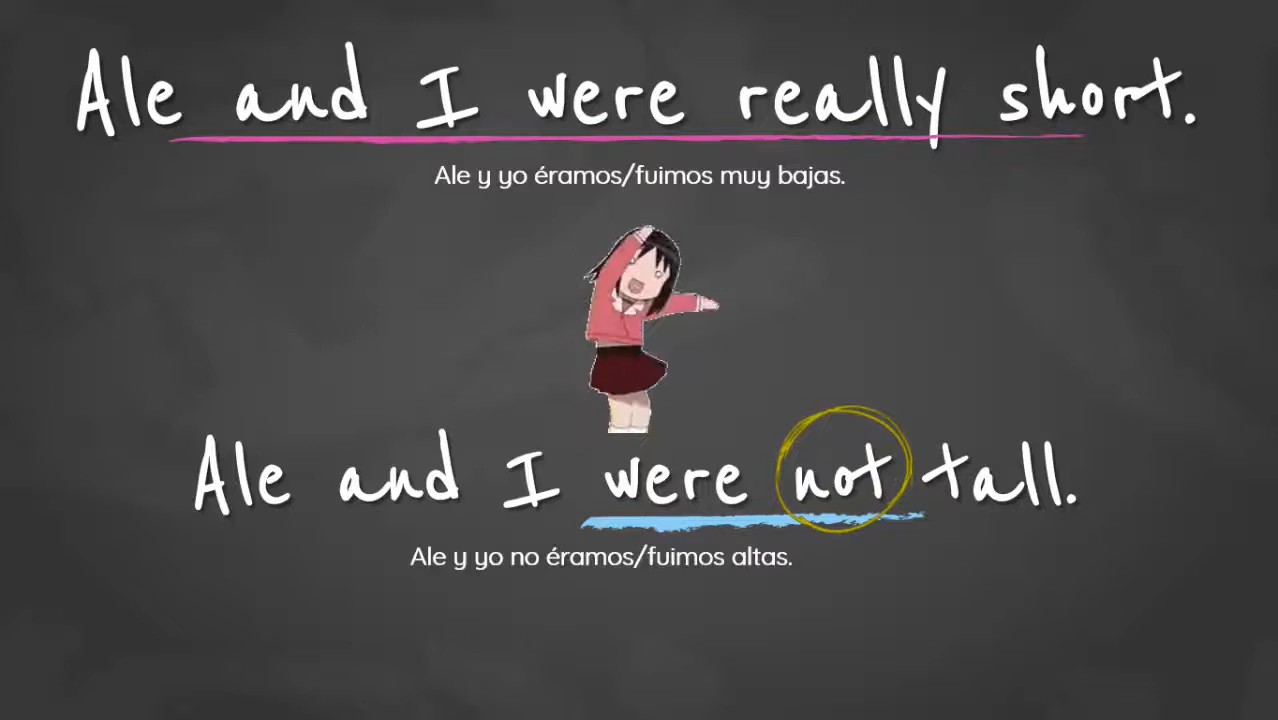 Ale and I were really short.
Ale y yo éramos/fuimos muy bajas.
Ale and I were not tall.
Ale y yo no éramos/fuimos altas.